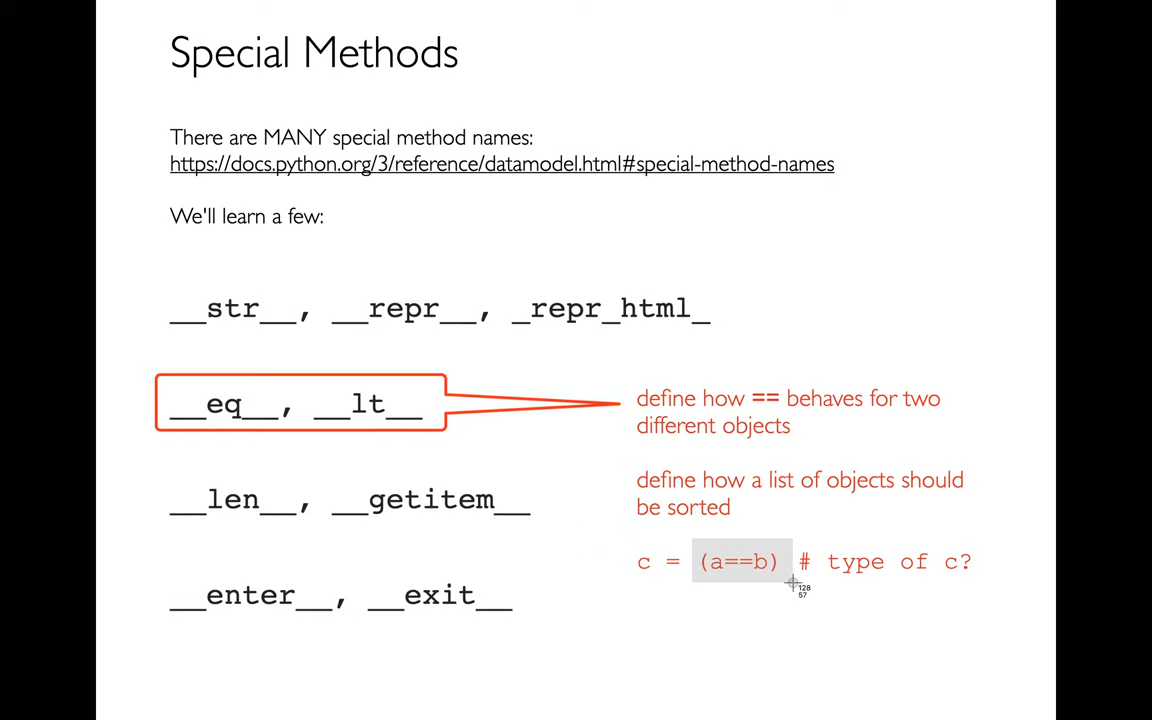 Special Methods
There are MANY special method names:
https://docs.python.org/3/reference/datamodel.html#special-method-names
We'll learn a few:
__str__, __repr__, _repr_html_
__eq__, __lt__
define how == behaves for two
different objects
define how a list of objects should
be sorted
__len__, __getitem__
c = (a==b) # type of c?
128
57
__enter__, __exit__